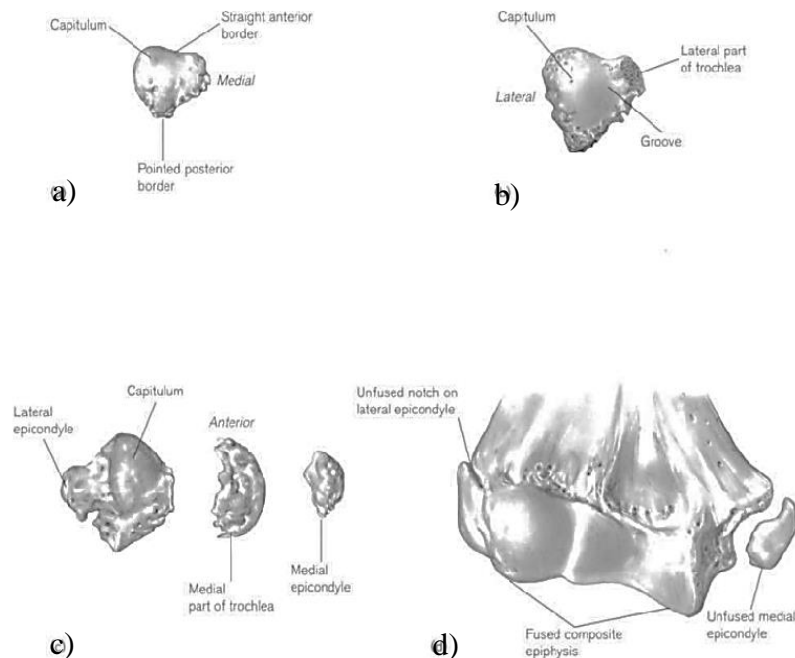 Straight anterior
border
Capitulum
Medial
Pointed posterior
border
a)
Capitulum
Lateral part
of trochlea
Lateral
Groove
b)
Lateral
epicondyle
Capitulum
Anterior
Medial
part of trochlea
Medial
epicondyle
c)
Unfused notch on
lateral epicondyle
Fused composite
epiphysis
Unfused medial
epicondyle
d)